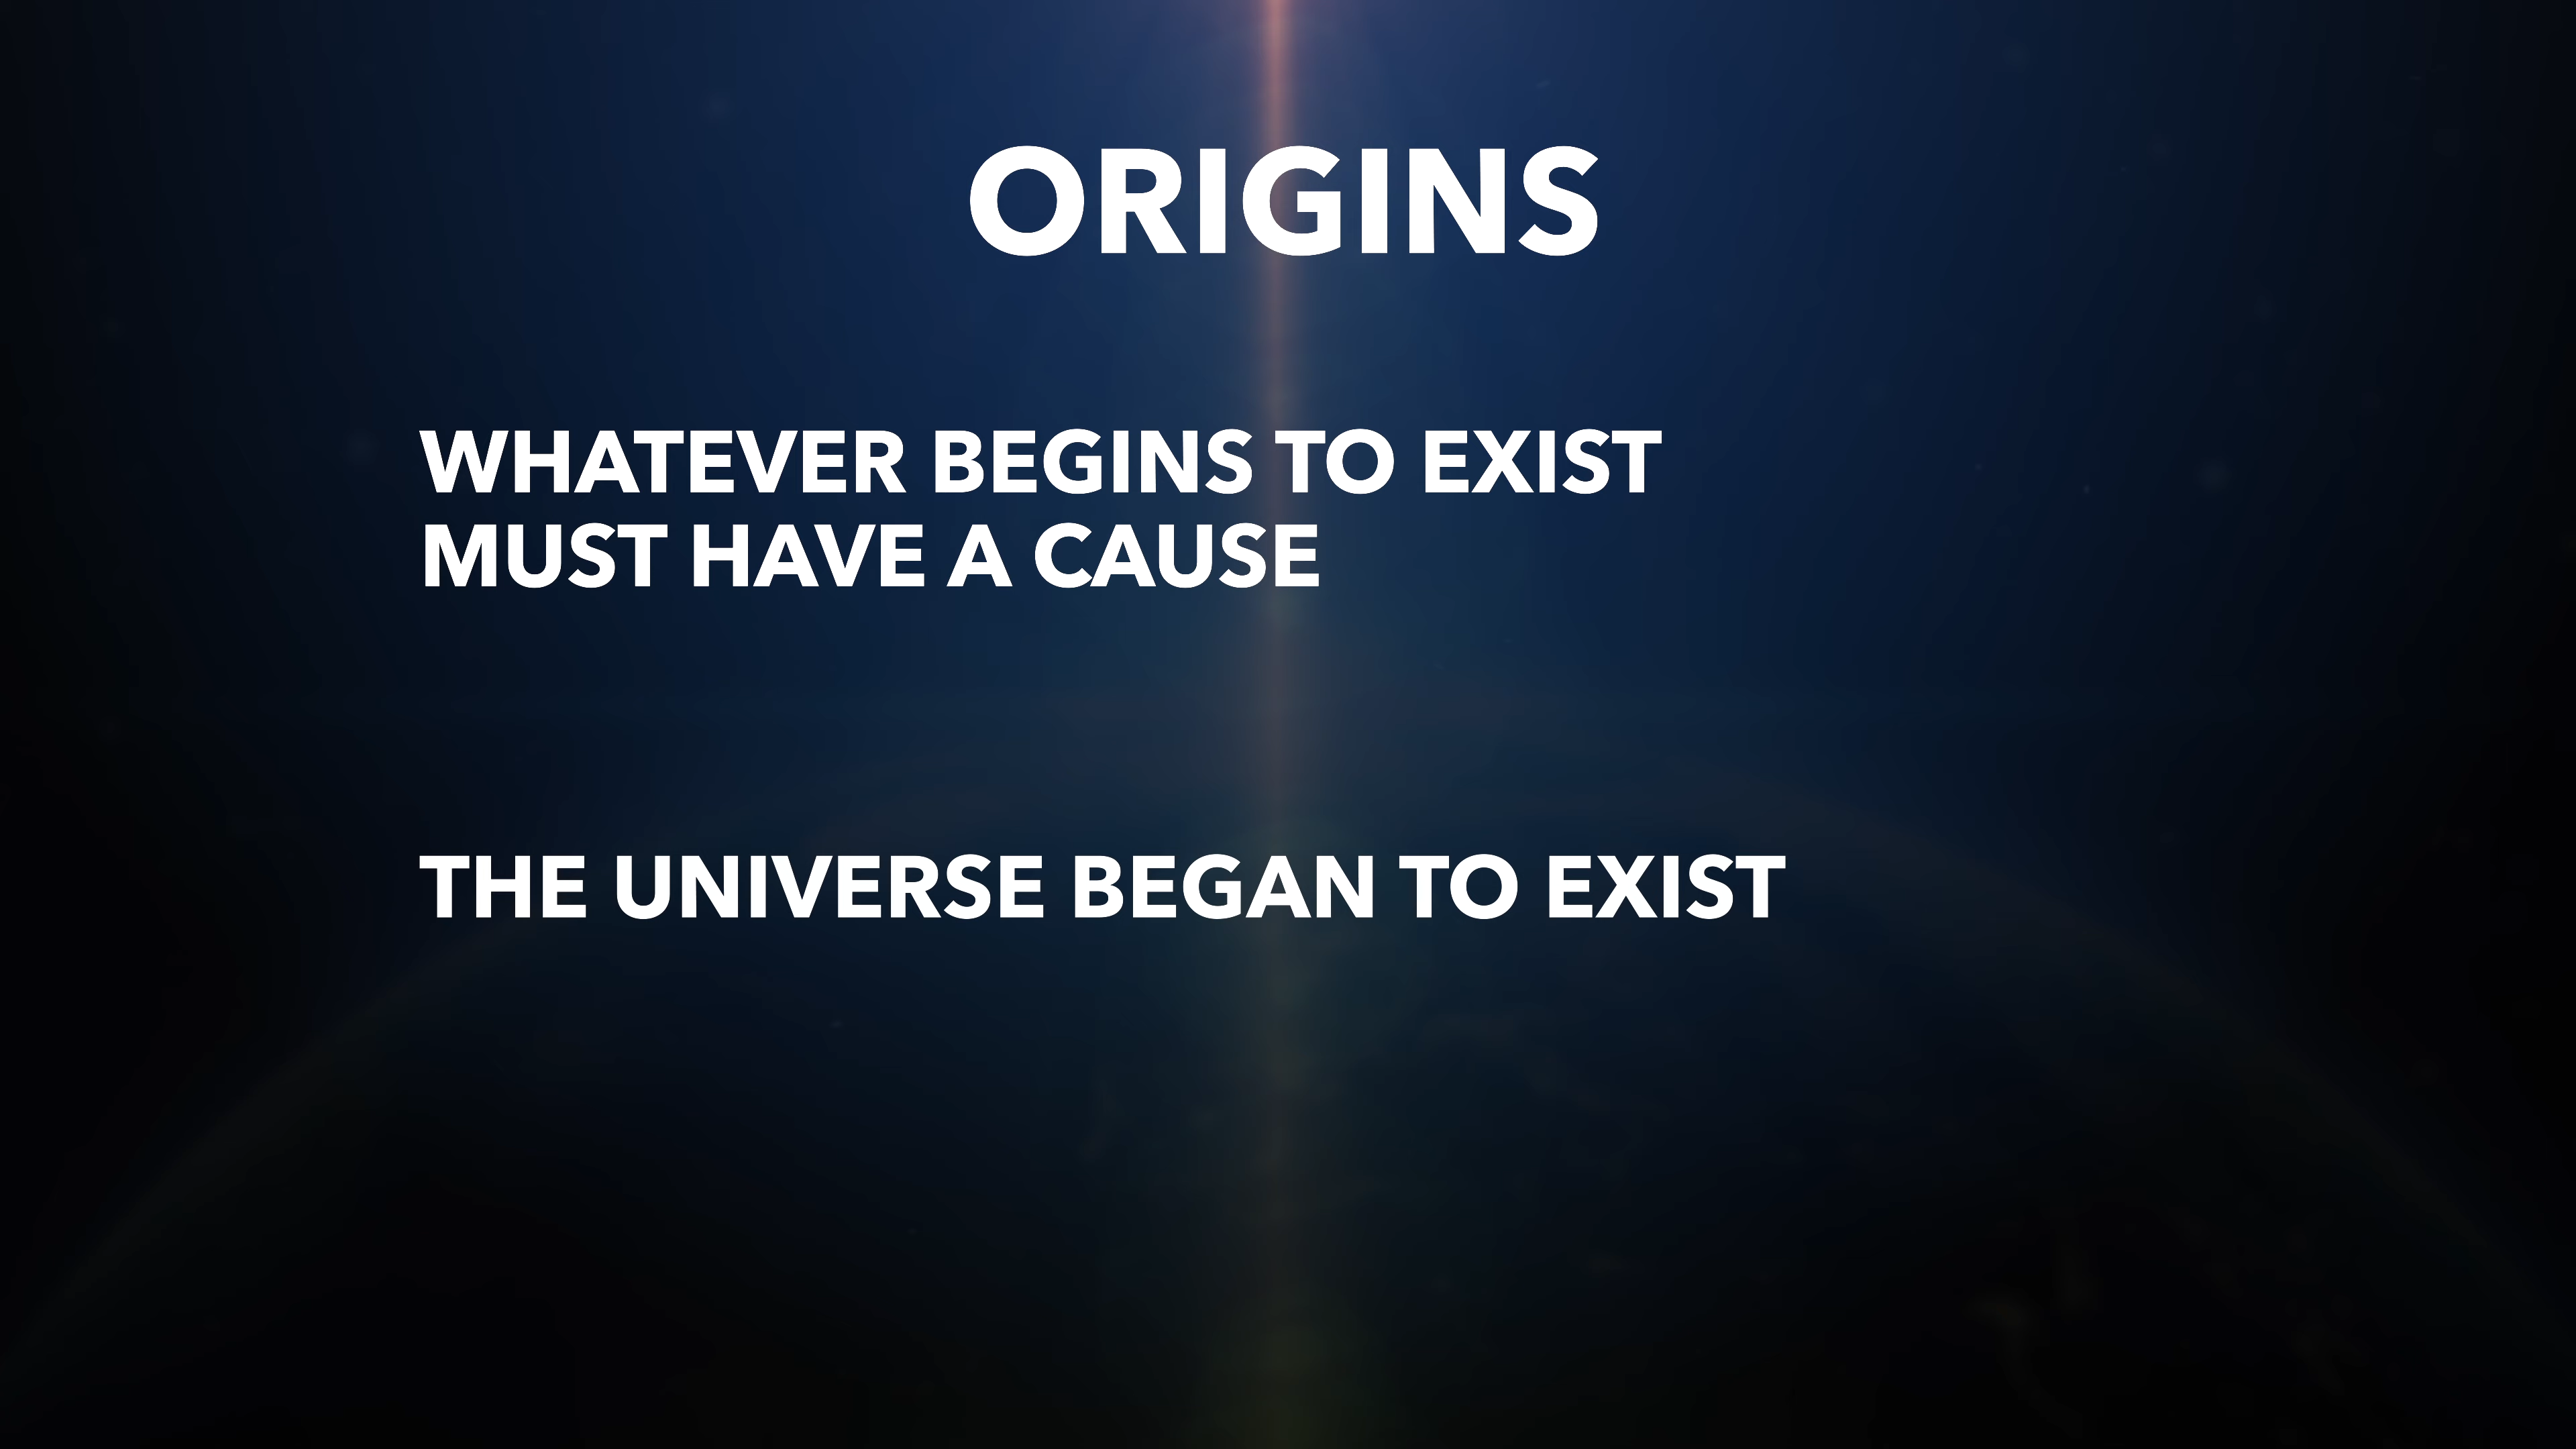 ORIGINS
WHATEVER BEGINS TO EXIST
MUST HAVE A CAUSE
THE UNIVERSE BEGAN TO EXIST